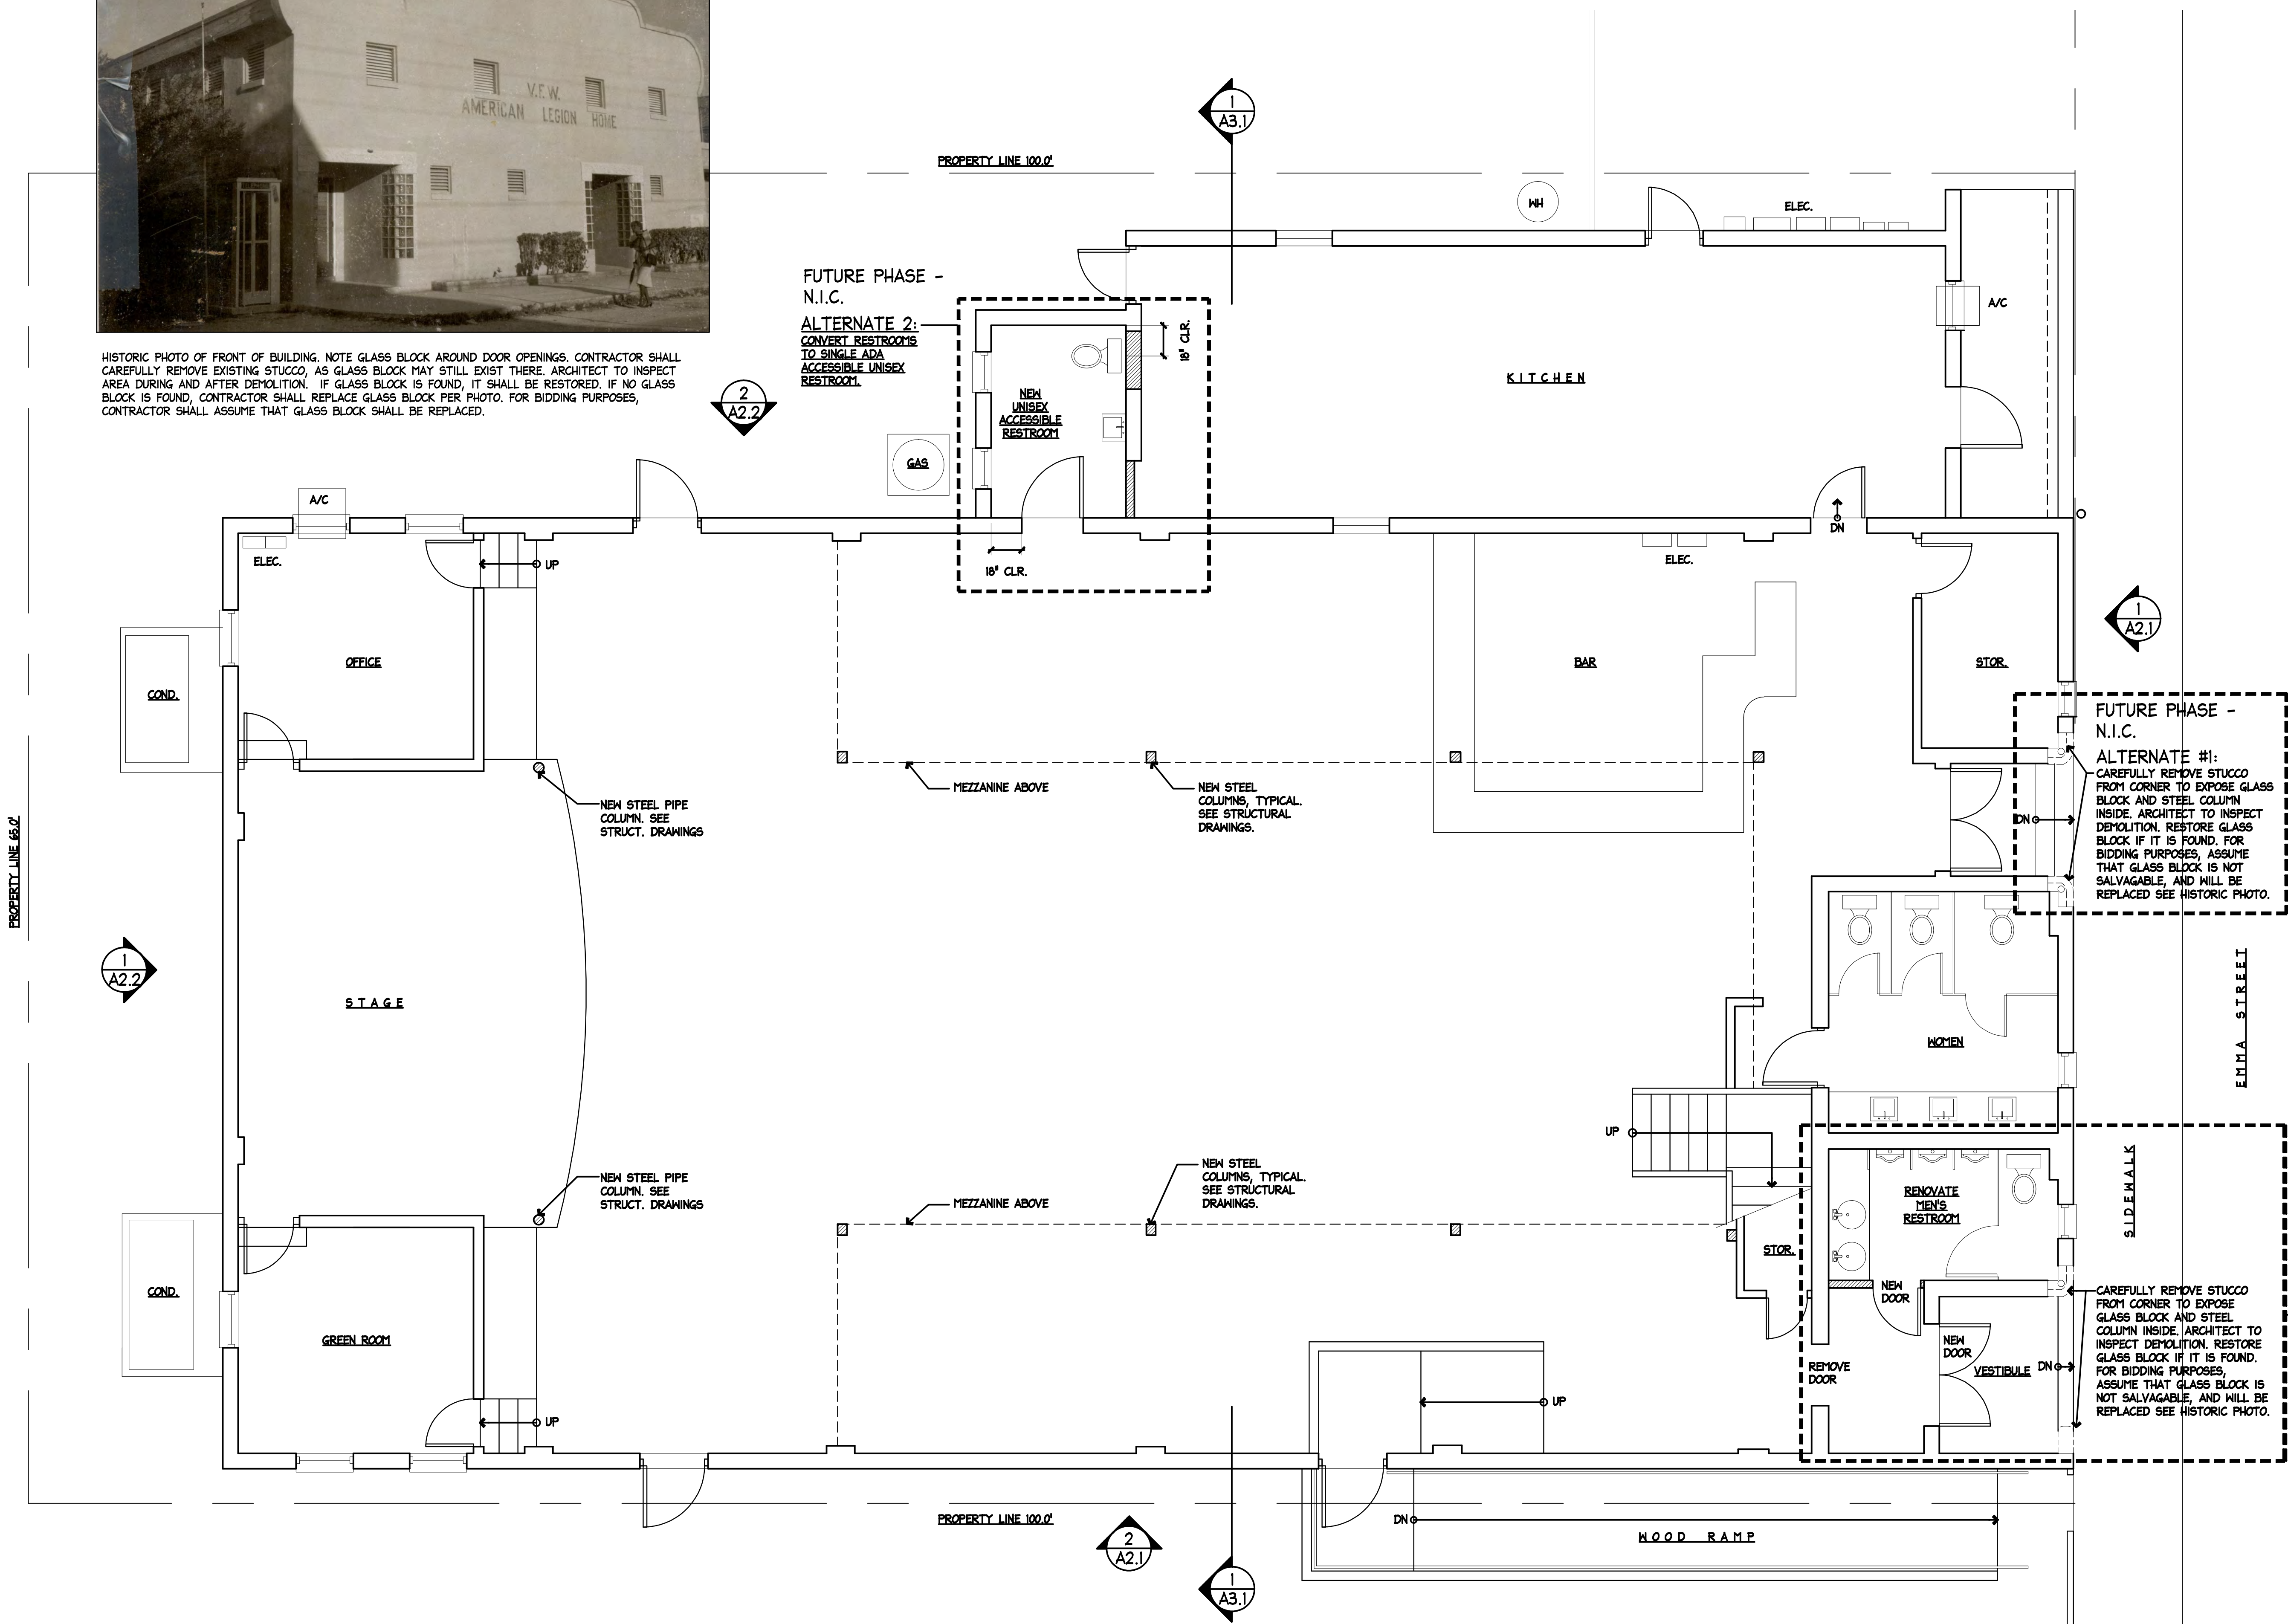 V.F.W.
AMERICAN LEGION HOME
HISTORIC PHOTO OF FRONT OF BUILDING. NOTE GLASS BLOCK AROUND DOOR OPENINGS. CONTRACTOR SHALL
CAREFULLY REMOVE EXISTING STUCCO, AS GLASS BLOCK MAY STILL EXIST THERE. ARCHITECT TO INSPECT
AREA DURING AND AFTER DEMOLITION. IF GLASS BLOCK IS FOUND, IT SHALL BE RESTORED. IF NO GLASS
BLOCK IS FOUND, CONTRACTOR SHALL REPLACE GLASS BLOCK PER PHOTO. FOR BIDDING PURPOSES,
CONTRACTOR SHALL ASSUME THAT GLASS BLOCK SHALL BE REPLACED.
1
A3.1
PROPERTY LINE 100.0'
WH
ELEC.
A/C
FUTURE PHASE -
N.I.C.
ALTERNATE 2:
CONVERT RESTROOMS
TO SINGLE ADA
ACCESSIBLE UNISEX
RESTROOM.
18" CLR.
2
A2.2
NEW
UNISEX
ACCESSIBLE
RESTROOM
KITCHEN
GAS
A/C
ELEC.
UP
18" CLR.
ELEC.
DN
1
A2.1
OFFICE
BAR
STOR.
COND.
FUTURE PHASE -
N.I.C.
ALTERNATE #1:
CAREFULLY REMOVE STUCCO
FROM CORNER TO EXPOSE GLASS
BLOCK AND STEEL COLUMN
INSIDE. ARCHITECT TO INSPECT
DEMOLITION. RESTORE GLASS
BLOCK IF IT IS FOUND. FOR
BIDDING PURPOSES, ASSUME
THAT GLASS BLOCK IS NOT
SALVAGABLE, AND WILL BE
REPLACED SEE HISTORIC PHOTO.
DN
MEZZANINE ABOVE
NEW STEEL
COLUMNS, TYPICAL.
SEE STRUCTURAL
DRAWINGS.
NEW STEEL PIPE
COLUMN. SEE
STRUCT. DRAWINGS
PROPERTY LINE 65.0'
1
A2.2
STAGE
WOMEN
EMMA STREET
UP
SIDEWALK
NEW STEEL PIPE
COLUMN. SEE
STRUCT. DRAWINGS
MEZZANINE ABOVE
NEW STEEL
COLUMNS, TYPICAL.
SEE STRUCTURAL
DRAWINGS.
RENOVATE
MEN'S
RESTROOM
STOR.
COND.
GREEN ROOM
NEW
DOOR
NEW
DOOR
REMOVE
DOOR
VESTIBULE
DN
CAREFULLY REMOVE STUCCO
FROM CORNER TO EXPOSE
GLASS BLOCK AND STEEL
COLUMN INSIDE. ARCHITECT TO
INSPECT DEMOLITION. RESTORE
GLASS BLOCK IF IT IS FOUND.
FOR BIDDING PURPOSES,
ASSUME THAT GLASS BLOCK IS
NOT SALVAGABLE, AND WILL BE
REPLACED SEE HISTORIC PHOTO.
UP
UP
PROPERTY LINE 100.0'
2
A2.1
DN
WOOD RAMP
1
A3.1